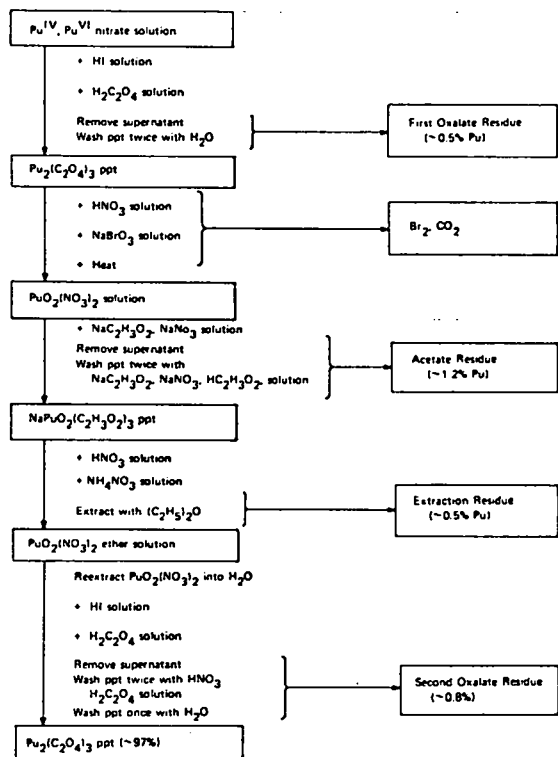 Pu^IV, Pu^VI nitrate solution
+ HI solution
+ H₂C₂O₄ solution
Remove supernatant
Wash ppt twice with H₂O
First Oxalate Residue
(~0.5% Pu)
Pu₂(C₂O₄)₃ ppt
+ HNO₃ solution
+ NaBrO₃ solution
+ Heat
Br₂, CO₂
PuO₂(NO₃)₂ solution
+ NaC₂H₃O₂, NaNo₃ solution
Remove supernatant
Wash ppt twice with
NaC₂H₃O₂, NaNO₃, HC₂H₃O₂, solution
Acetate Residue
(~1.2% Pu)
NaPuO₂(C₂H₃O₂)₃ ppt
+ HNO₃ solution
+ NH₄NO₃ solution
Extract with (C₂H₅)₂O
Extraction Residue
(~0.5% Pu)
PuO₂(NO₃)₂ ether solution
Reextract PuO₂(NO₃)₂ into H₂O
+ HI solution
+ H₂C₂O₄ solution
Remove supernatant
Wash ppt twice with HNO₃
H₂C₂O₄ solution
Wash ppt once with H₂O
Second Oxalate Residue
(~0.8%)
Pu₂(C₂O₄)₃ ppt (~97%)